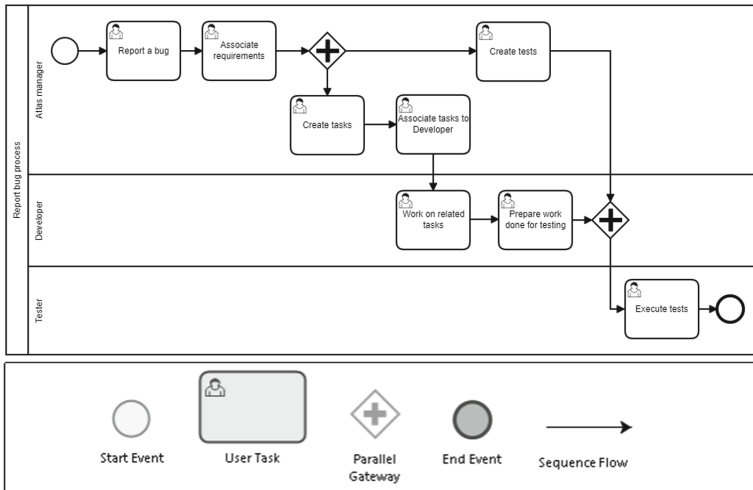 Report bug process
Atlas manager
Report a bug
Associate
requirements
Create tests
Create tasks
Associate tasks to
Developer
Developer
Work on related
tasks
Prepare work
done for testing
Tester
Execute tests
Start Event
User Task
Parallel
Gateway
End Event
Sequence Flow